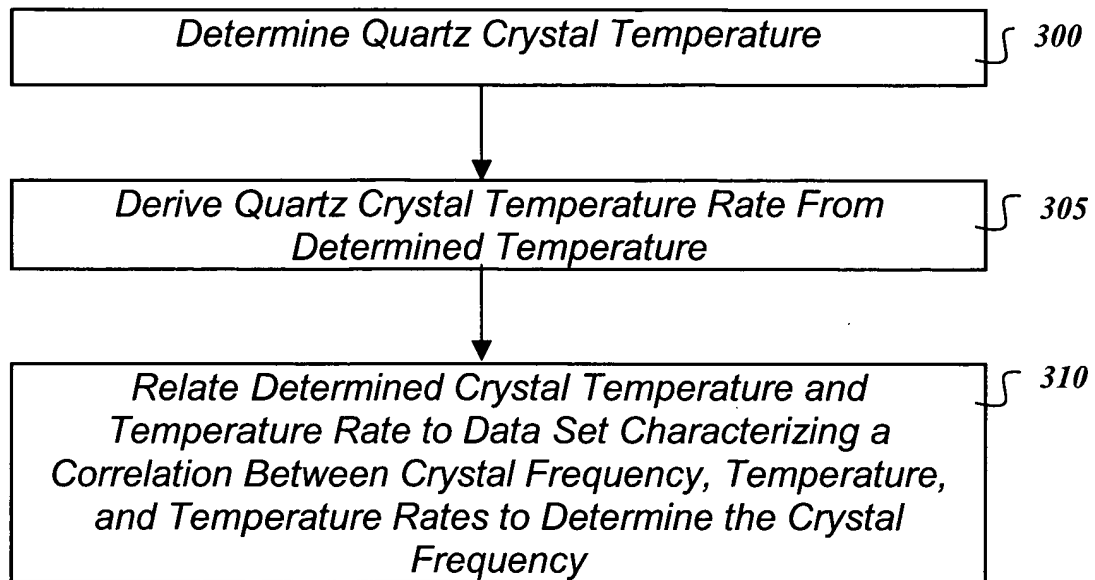 Determine Quartz Crystal Temperature
300
Derive Quartz Crystal Temperature Rate From
Determined Temperature
305
Relate Determined Crystal Temperature and
Temperature Rate to Data Set Characterizing a
Correlation Between Crystal Frequency, Temperature,
and Temperature Rates to Determine the Crystal
Frequency
310